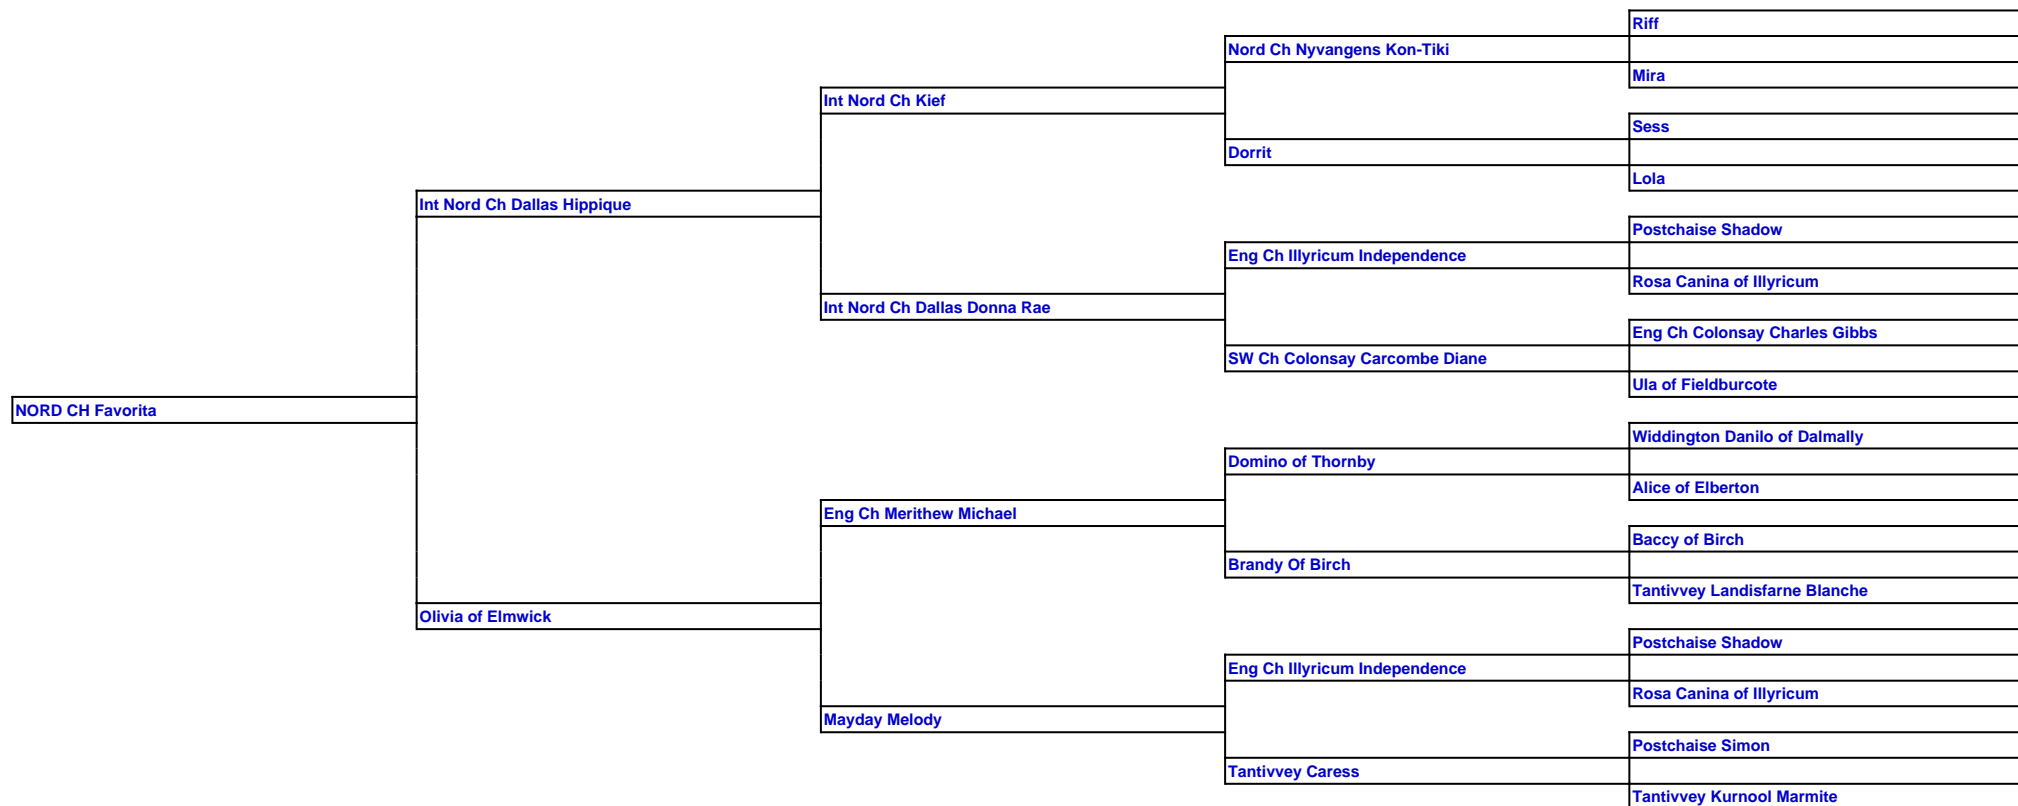 Riff
Nord Ch Nyvangens Kon-Tiki
Mira
Int Nord Ch Kief
Sess
Dorrit
Lola
Int Nord Ch Dallas Hippique
Postchaise Shadow
Eng Ch Illyricum Independence
Rosa Canina of Illyricum
Int Nord Ch Dallas Donna Rae
Eng Ch Colonsay Charles Gibbs
SW Ch Colonsay Carcombe Diane
Ula of Fieldburcote
NORD CH Favorita
Widdington Danilo of Dalmally
Domino of Thornby
Alice of Elberton
Eng Ch Merithew Michael
Baccy of Birch
Brandy Of Birch
Tantivvey Landisfarne Blanche
Olivia of Elmwick
Postchaise Shadow
Eng Ch Illyricum Independence
Rosa Canina of Illyricum
Mayday Melody
Postchaise Simon
Tantivvey Caress
Tantivvey Kurnool Marmite